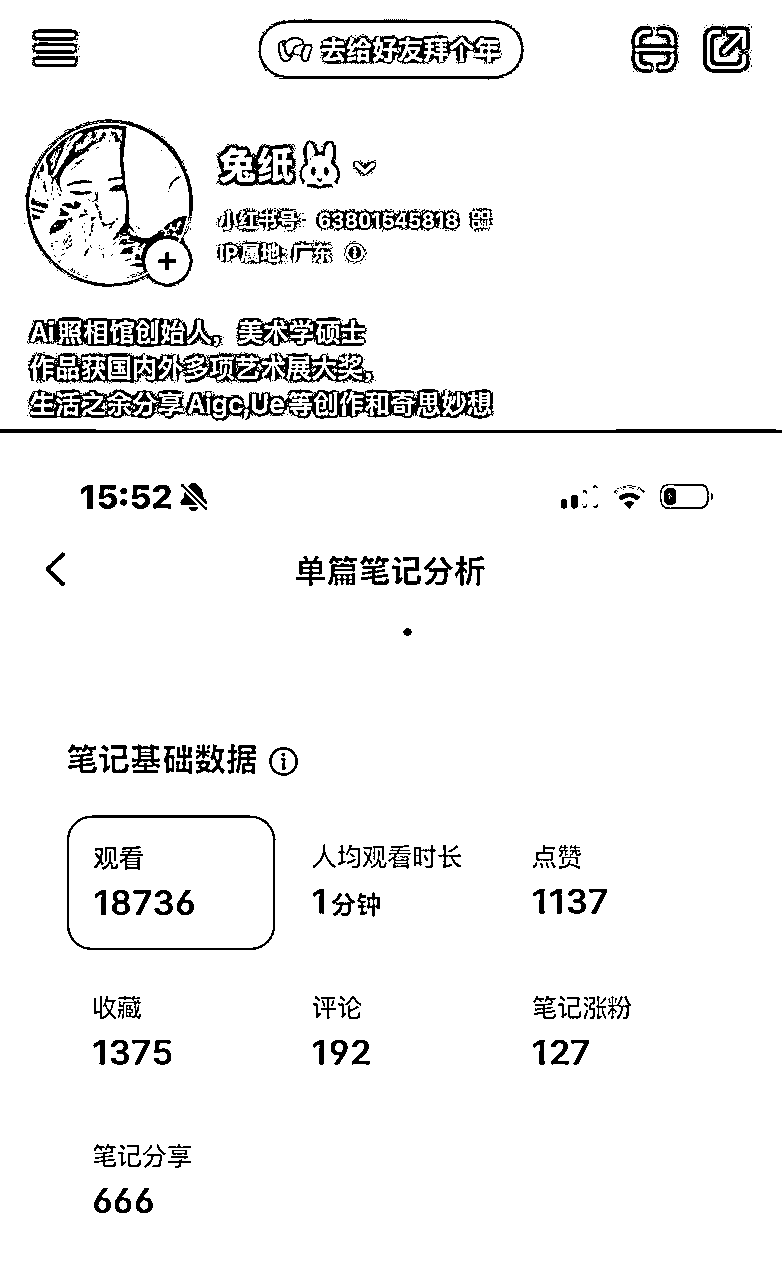 去给好友拜个年
兔纸
小红书号: 63801645818
IP属地: 广东
Ai照相馆创始人，美术学硕士
作品获国内外多项艺术展大奖，
生活之余分享Aigc,Ue等创作和奇思妙想
15:52
单篇笔记分析
笔记基础数据
观看 人均观看时长 点赞
18736 1分钟 1137
收藏 评论 笔记涨粉
1375 192 127
笔记分享
666